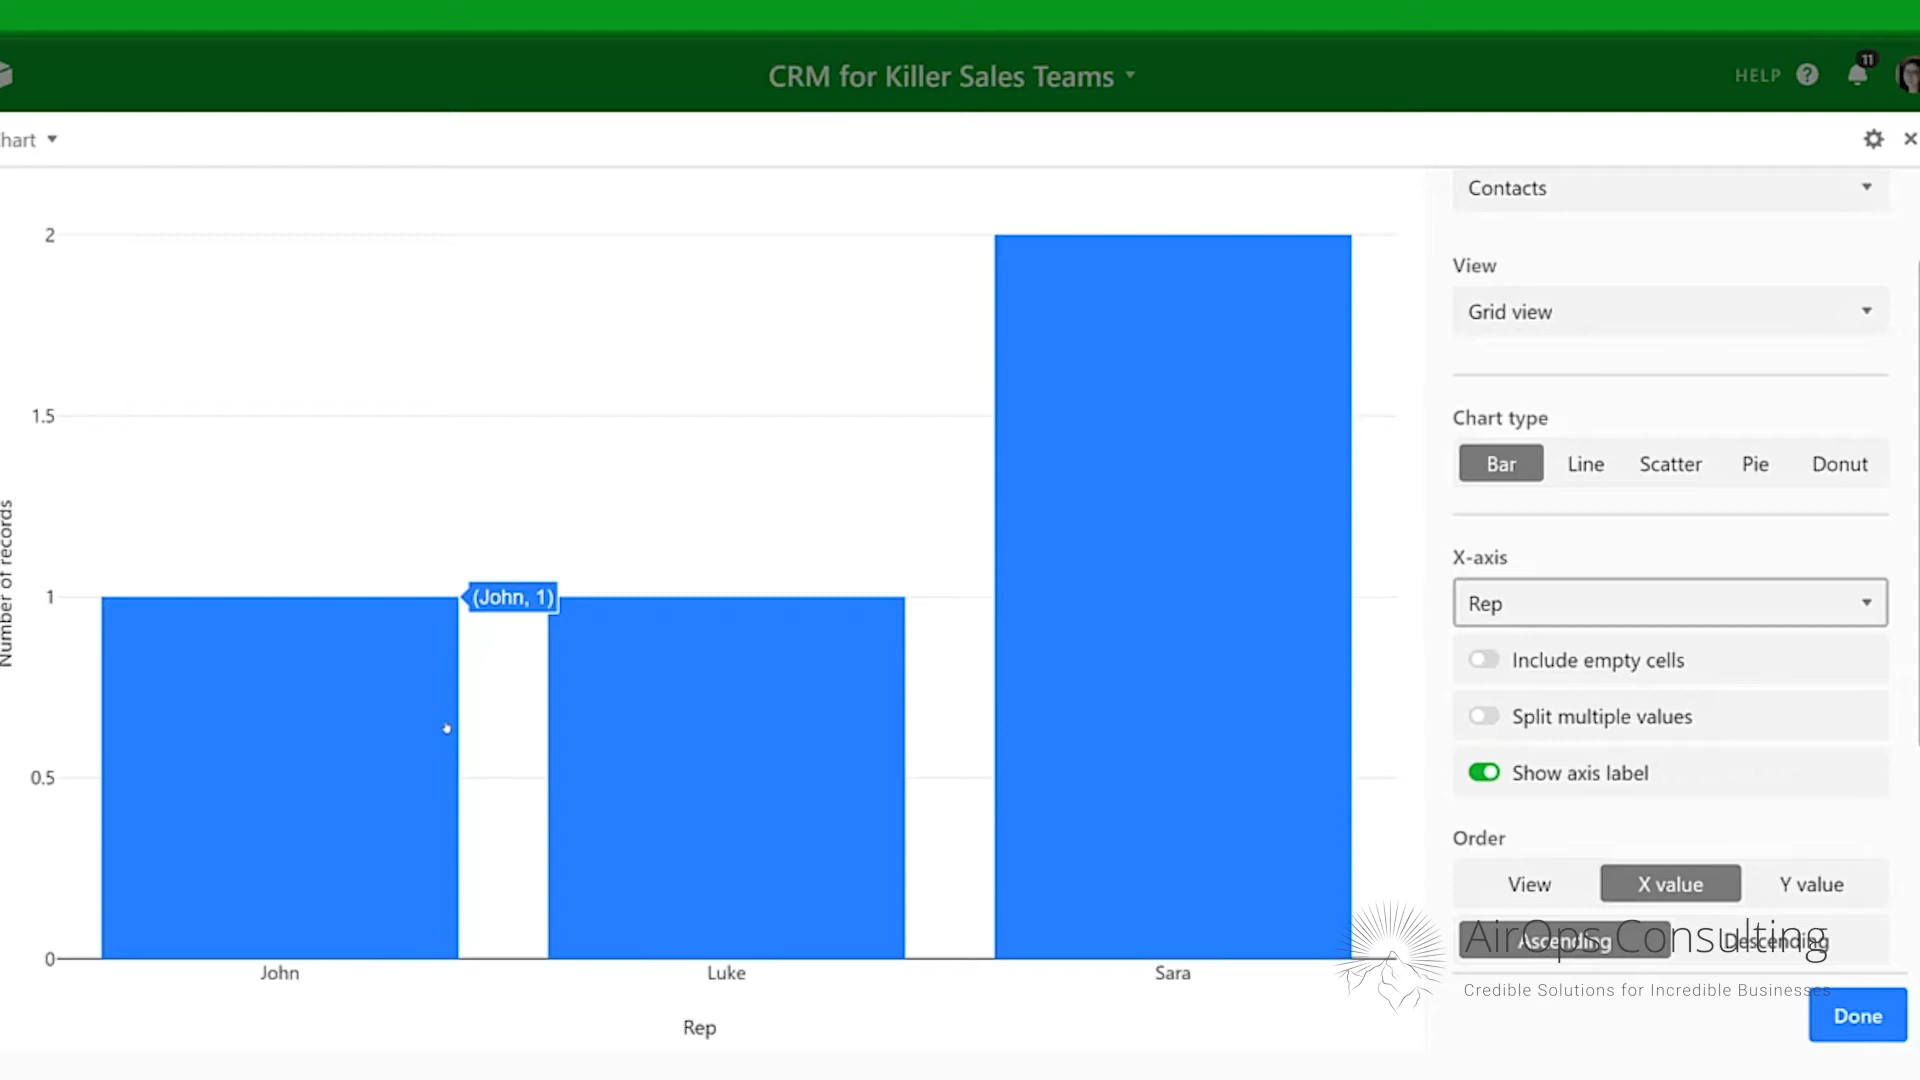 CRM for Killer Sales Teams
HELP
11
hart
Contacts
View
Grid view
Chart type
Bar Line Scatter Pie Donut
X-axis
Rep
Include empty cells
Split multiple values
Show axis label
Order
View X value Y value
Ascending Descending
AirOps Consulting
Credible Solutions for Incredible Businesses
Done
Number of records
2
1.5
1
0.5
0
(John, 1)
John Luke Sara
Rep